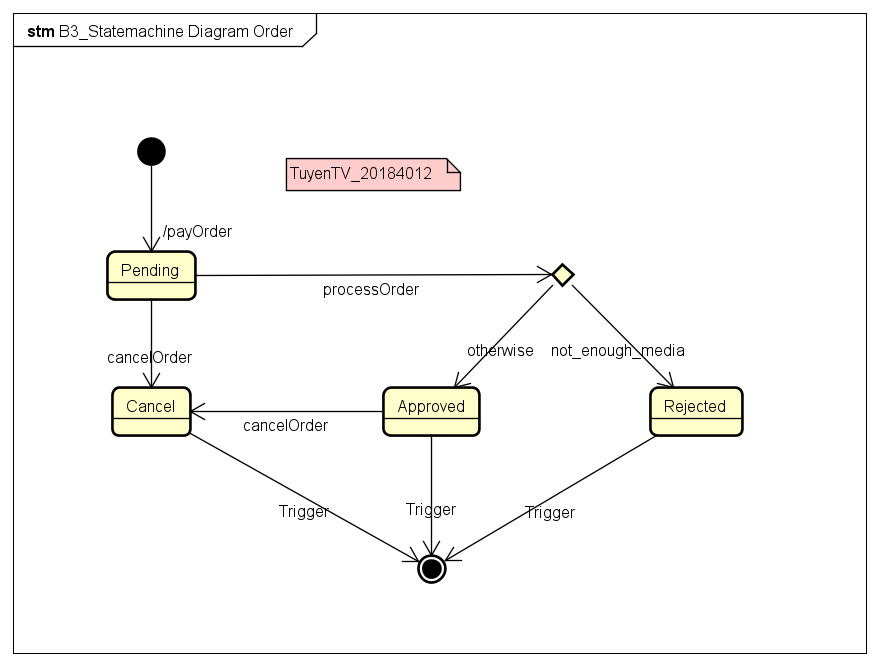 stm B3_Statemachine Diagram Order
TuyenTV_20184012
/payOrder
Pending
processOrder
otherwise
not_enough_media
cancelOrder
Cancel
Approved
Rejected
cancelOrder
Trigger
Trigger
Trigger